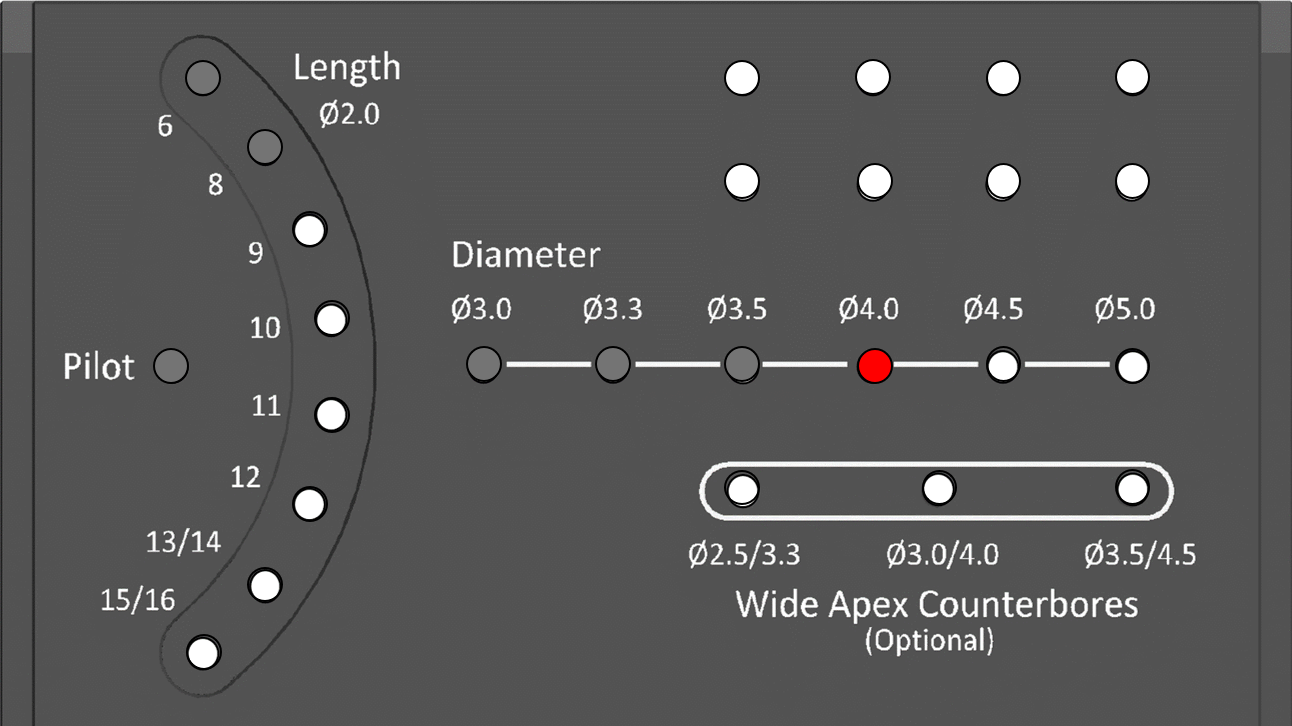 Length
Ø2.0
6
8
9
10
11
12
13/14
15/16
Pilot
Diameter
Ø3.0 Ø3.3 Ø3.5 Ø4.0 Ø4.5 Ø5.0
Ø2.5/3.3 Ø3.0/4.0 Ø3.5/4.5
Wide Apex Counterbores
(Optional)